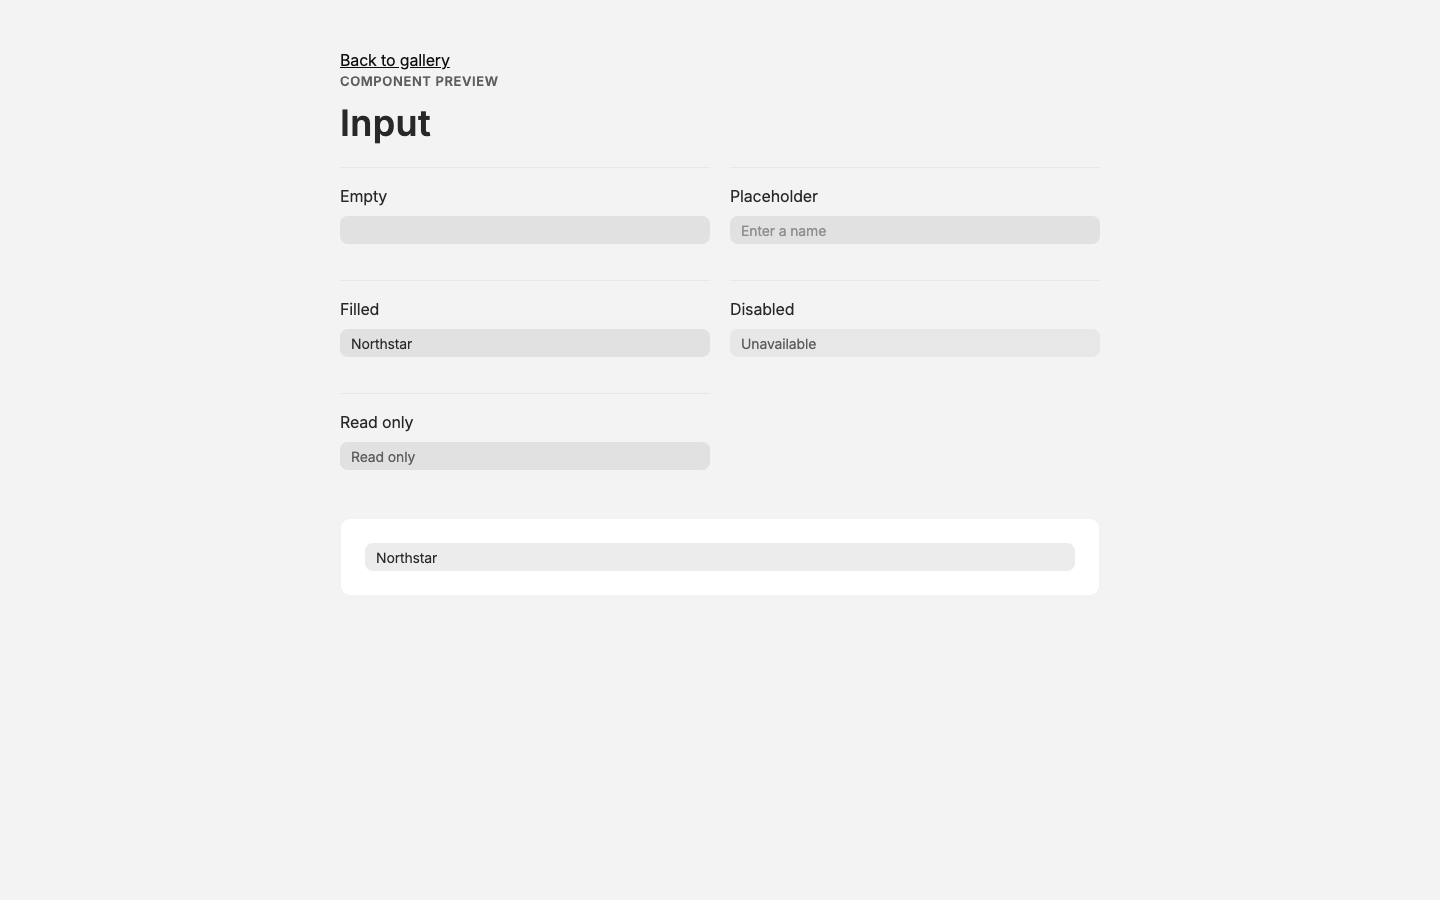 Back to gallery
COMPONENT PREVIEW
Input
Empty
Placeholder
Enter a name
Filled
Northstar
Disabled
Unavailable
Read only
Read only
Northstar